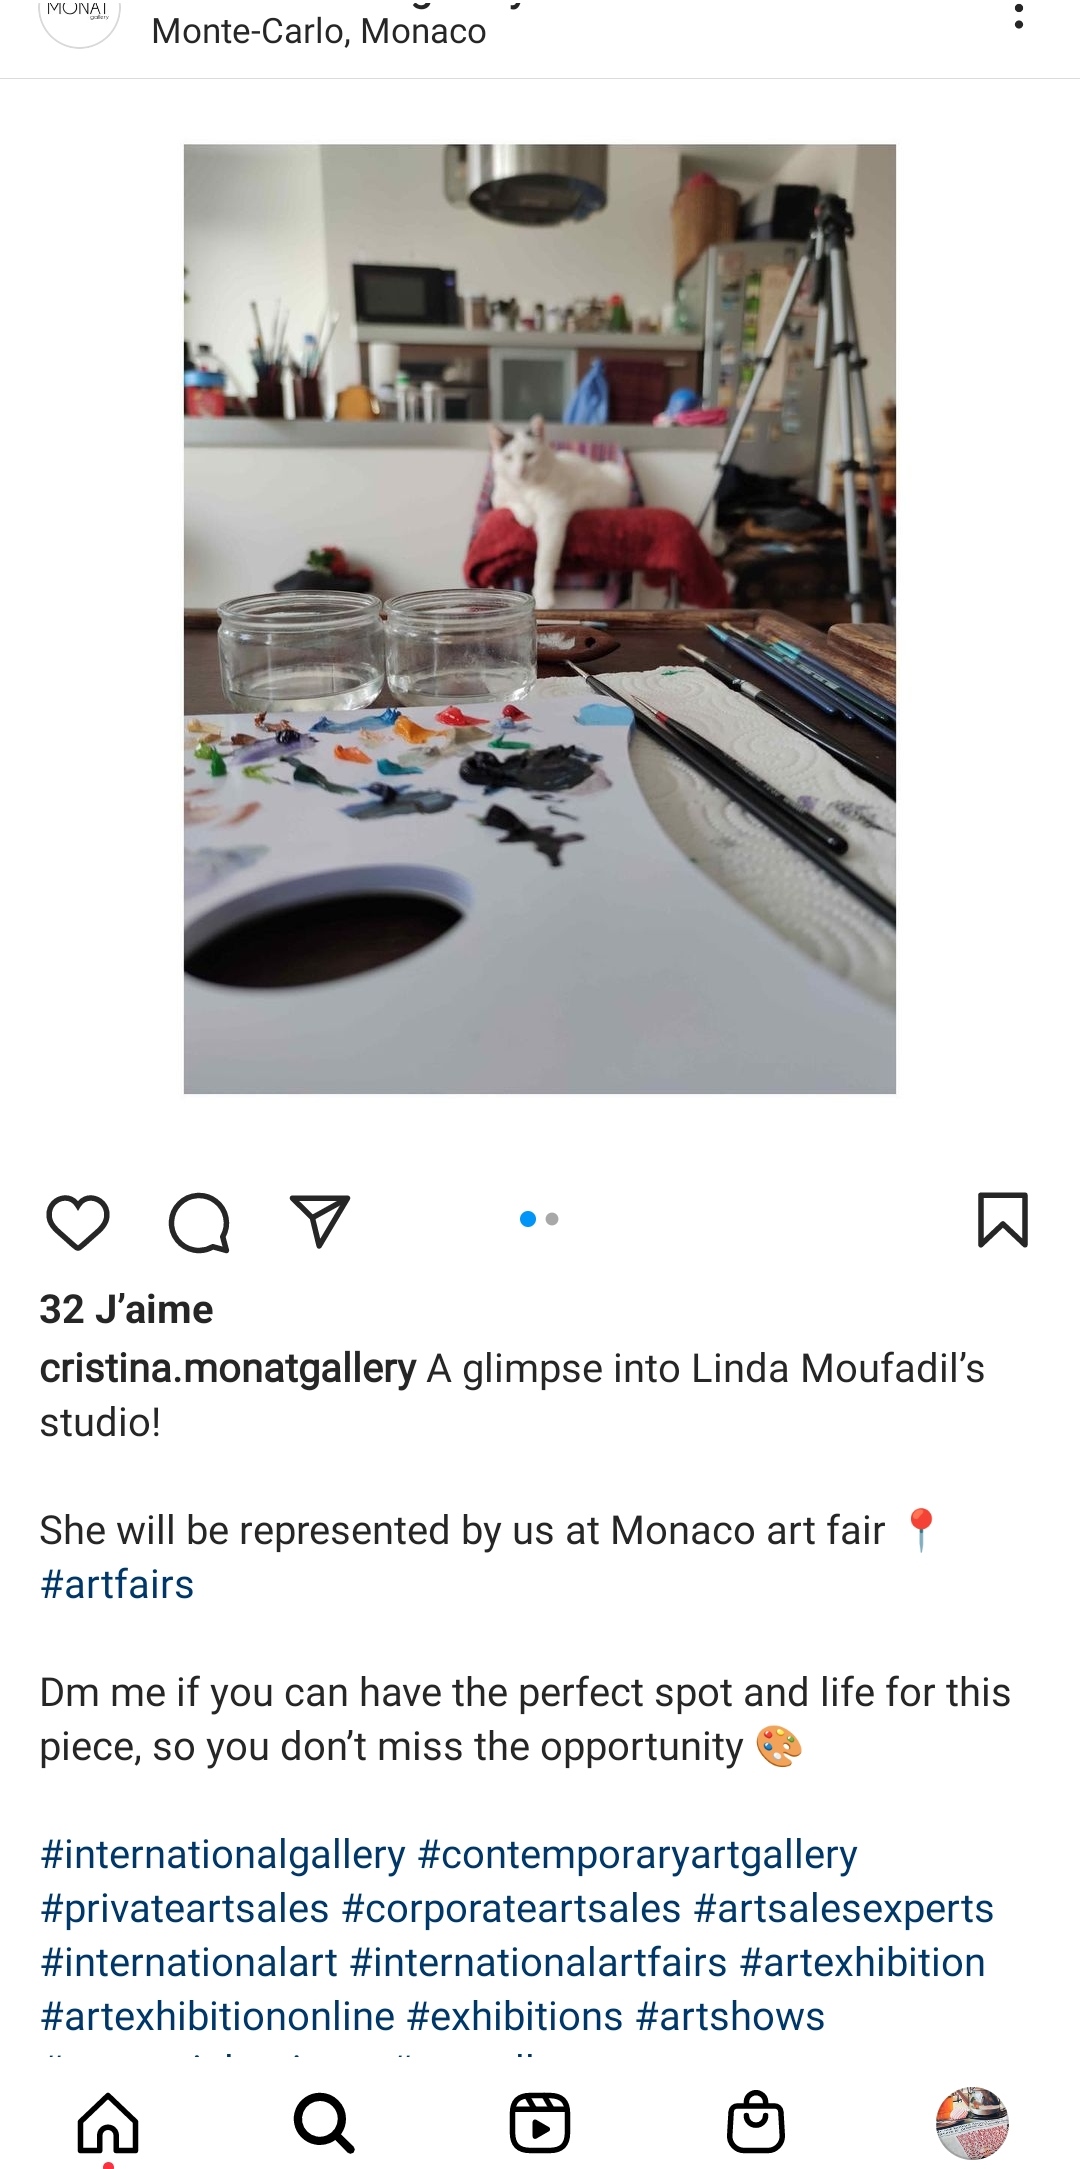 MONAT
gallery
Monte-Carlo, Monaco
32 J’aime
cristina.monatgallery A glimpse into Linda Moufadil’s
studio!
She will be represented by us at Monaco art fair 📍
#artfairs
Dm me if you can have the perfect spot and life for this
piece, so you don’t miss the opportunity 🎨
#internationalgallery #contemporaryartgallery
#privateartsales #corporateartsales #artsalesexperts
#internationalart #internationalartfairs #artexhibition
#artexhibitiononline #exhibitions #artshows